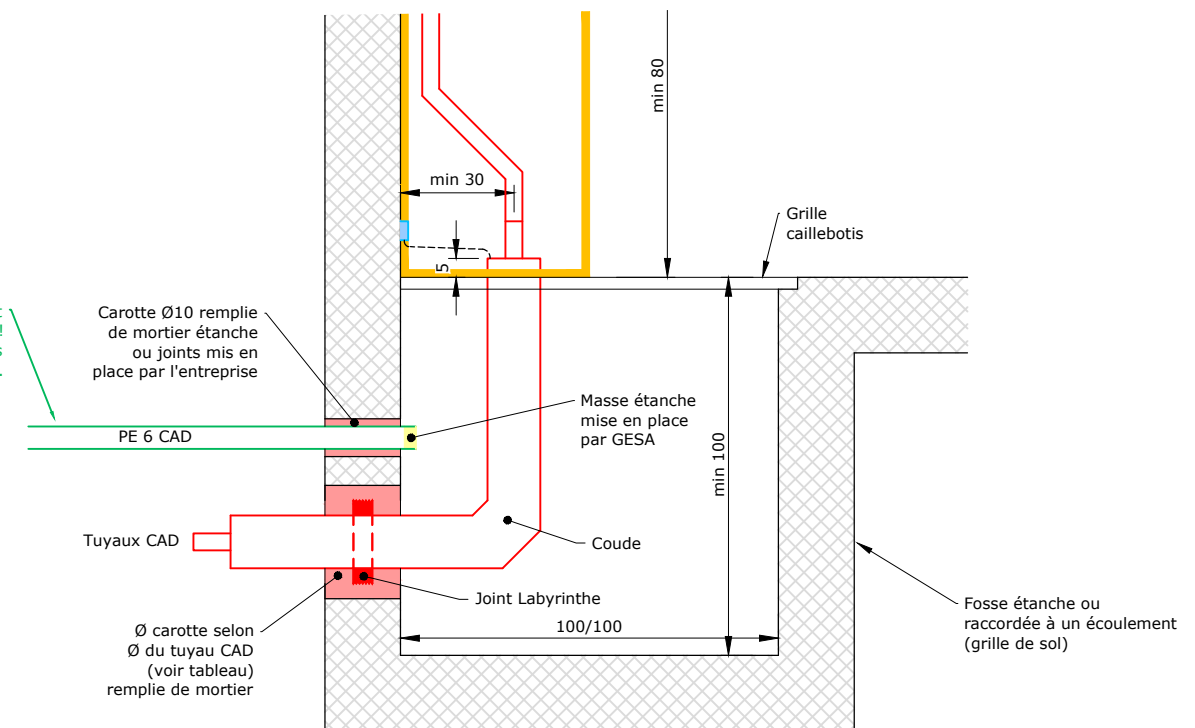 min 80
min 30
Grille
caillebotis
5
Carotte Ø10 remplie
de mortier étanche
ou joints mis en
place par l'entreprise
Masse étanche
mise en place
par GESA
PE 6 CAD
min 100
Tuyaux CAD
Coude
Joint Labyrinthe
100/100
Fosse étanche ou
raccordée à un écoulement
(grille de sol)
Ø carotte selon
Ø du tuyau CAD
(voir tableau)
remplie de mortier